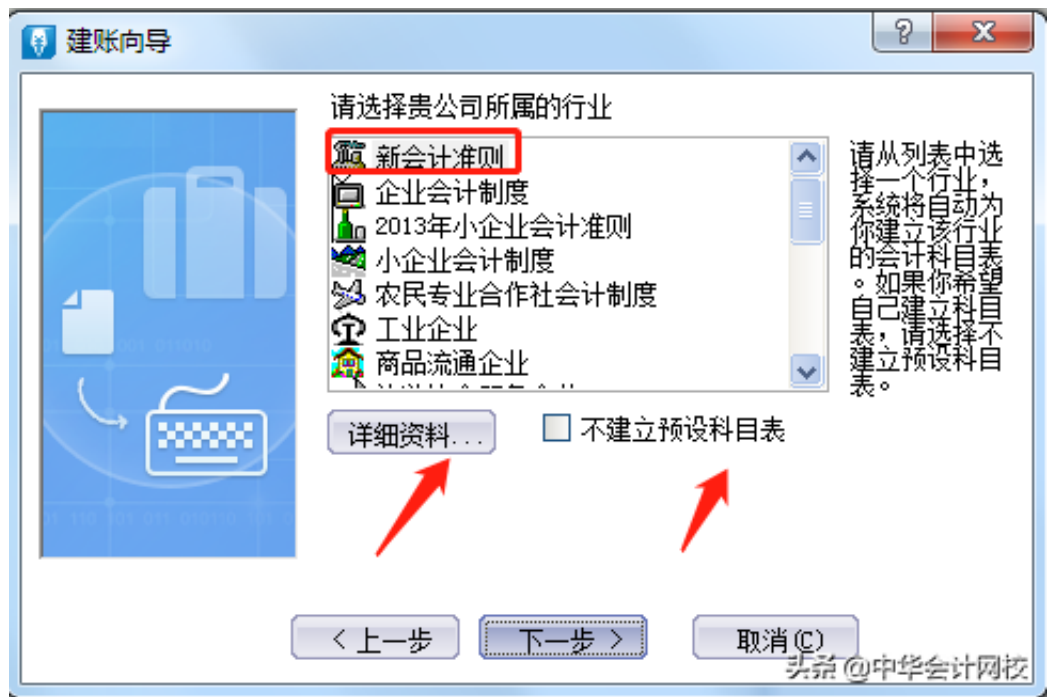 建账向导
请选择贵公司所属的行业
新会计准则
企业会计制度
2013年小企业会计准则
小企业会计制度
农民专业合作社会计制度
工业企业
商品流通企业
请从列表中选
择一个行业，
系统将自动为
你建立该行业
的会计科目表
。如果你希望
自己建立科目
表，请选择不
建立预设科目
表。
详细资料...
不建立预设科目表
< 上一步
下一步 >
取消(C)
头条 @中华会计网校